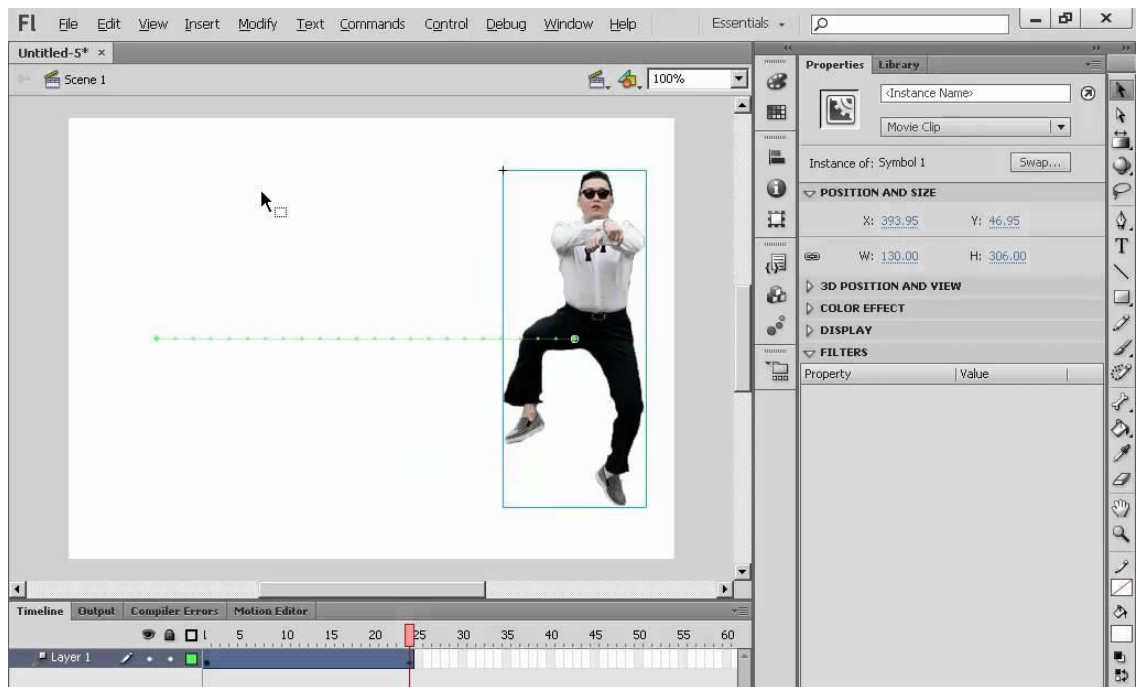 Fl File Edit View Insert Modify Text Commands Control Debug Window Help Essentials
Untitled-5* ×
Scene 1 100%
Properties Library
<Instance Name>
Movie Clip
Instance of: Symbol 1 Swap...
POSITION AND SIZE
X: 393.95 Y: 46.95
W: 130.00 H: 306.00
3D POSITION AND VIEW
COLOR EFFECT
DISPLAY
FILTERS
Property Value
T
Timeline Output Compiler Errors Motion Editor
1 5 10 15 20 25 30 35 40 45 50 55 60
Layer 1